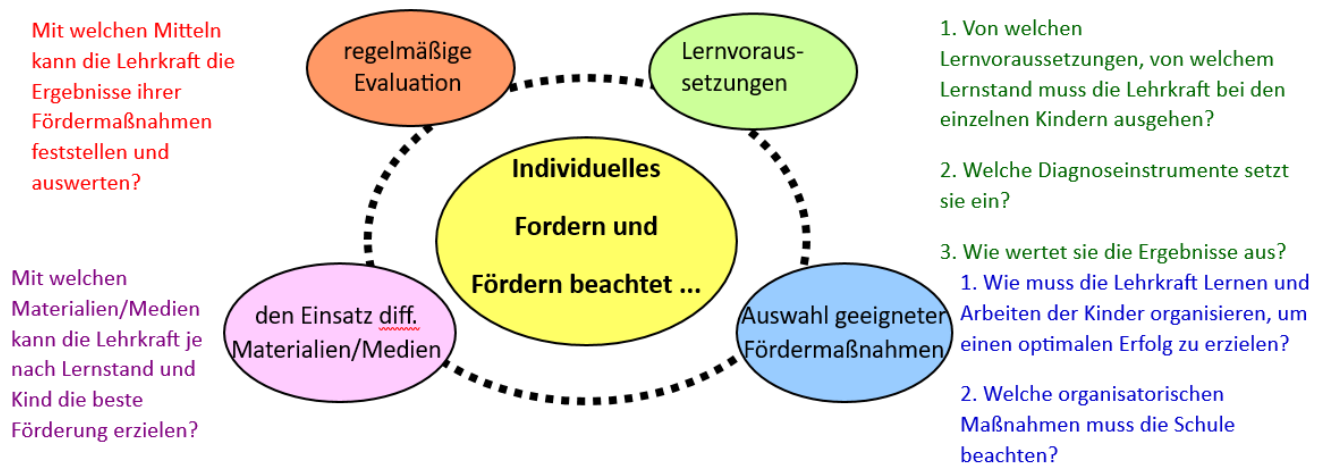 Mit welchen Mitteln
kann die Lehrkraft die
Ergebnisse ihrer
Fördermaßnahmen
feststellen und
auswerten?
regelmäßige
Evaluation
Lernvoraus-
setzungen
1. Von welchen
Lernvoraussetzungen, von welchem
Lernstand muss die Lehrkraft bei den
einzelnen Kindern ausgehen?
2. Welche Diagnoseinstrumente setzt
sie ein?
3. Wie wertet sie die Ergebnisse aus?
Individuelles
Fordern und
Fördern beachtet ...
Mit welchen
Materialien/Medien
kann die Lehrkraft je
nach Lernstand und
Kind die beste
Förderung erzielen?
den Einsatz diff.
Materialien/Medien
Auswahl geeigneter
Fördermaßnahmen
1. Wie muss die Lehrkraft Lernen und
Arbeiten der Kinder organisieren, um
einen optimalen Erfolg zu erzielen?
2. Welche organisatorischen
Maßnahmen muss die Schule
beachten?